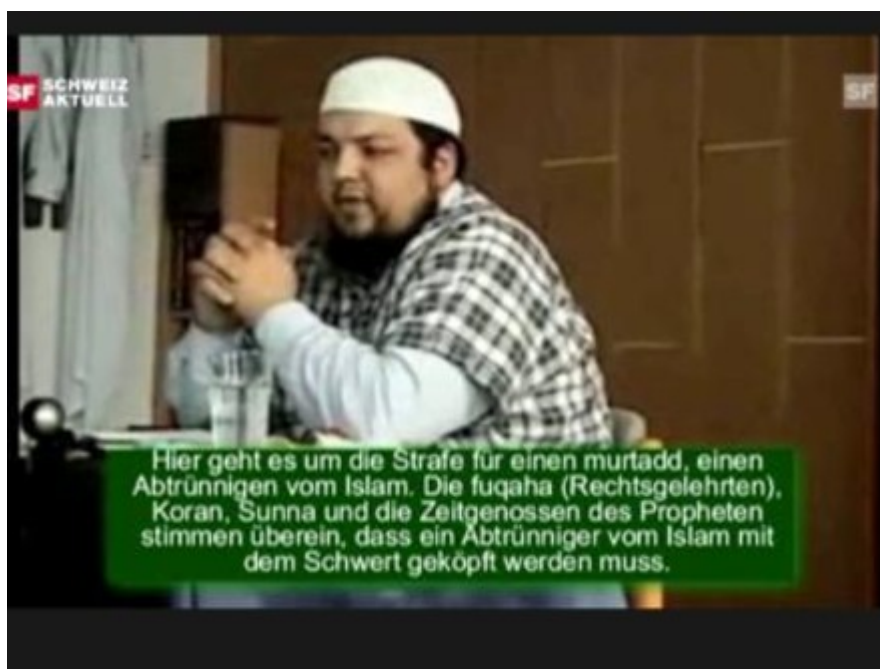 SF SCHWEIZ
AKTUELL
SF
Hier geht es um die Strafe für einen murtadd, einen
Abtrünnigen vom Islam. Die fuqaha (Rechtsgelehrten),
Koran, Sunna und die Zeitgenossen des Propheten
stimmen überein, dass ein Abtrünniger vom Islam mit
dem Schwert geköpft werden muss.